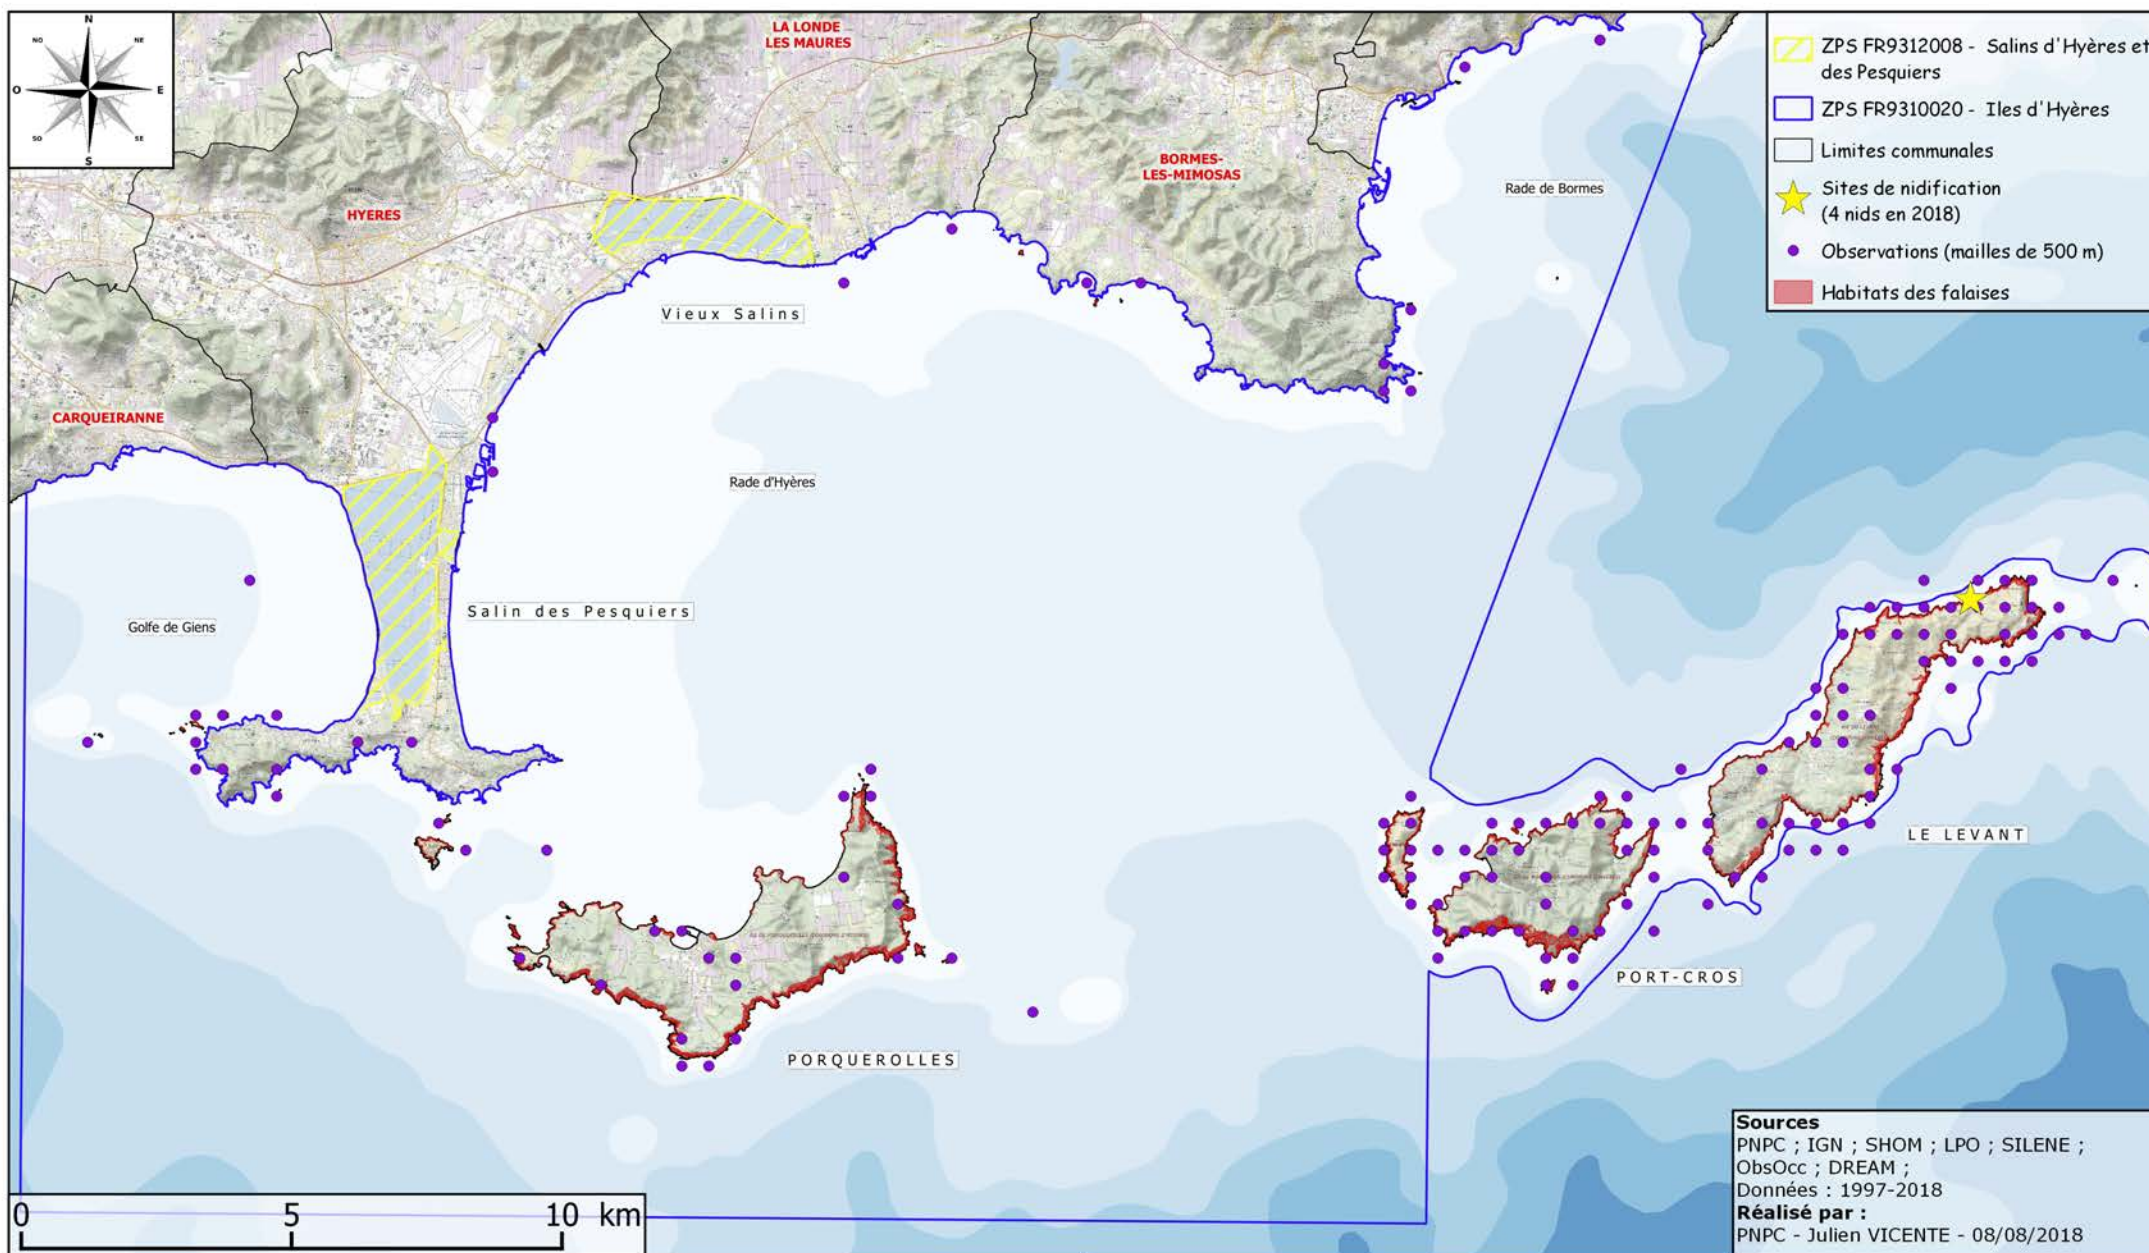 N
NO
NE
O
E
SO
SE
S
LA LONDE
LES MAURES
HYERES
BORMES-
LES-MIMOSAS
CARQUEIRANNE
Rade de Bormes
Vieux Salins
Rade d'Hyères
Golfe de Giens
Salin des Pesquiers
LE LEVANT
PORT-CROS
PORQUEROLLES
ZPS FR9312008 - Salins d'Hyères et
des Pesquiers
ZPS FR9310020 - Iles d'Hyères
Limites communales
Sites de nidification
(4 nids en 2018)
Observations (mailles de 500 m)
Habitats des falaises
0 5 10 km
Sources
PNPC ; IGN ; SHOM ; LPO ; SILENE ;
ObsOcc ; DREAM ;
Données : 1997-2018
Réalisé par :
PNPC - Julien VICENTE - 08/08/2018